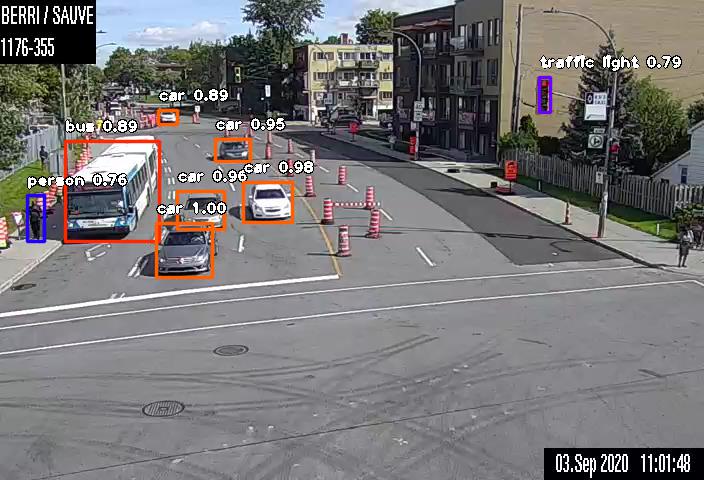 BERRI / SAUVE
1176-355
traffic light 0.79
car 0.89
bus 0.89
car 0.95
car 0.98
car 0.96
person 0.76
car 1.00
03.Sep 2020 11:01:48